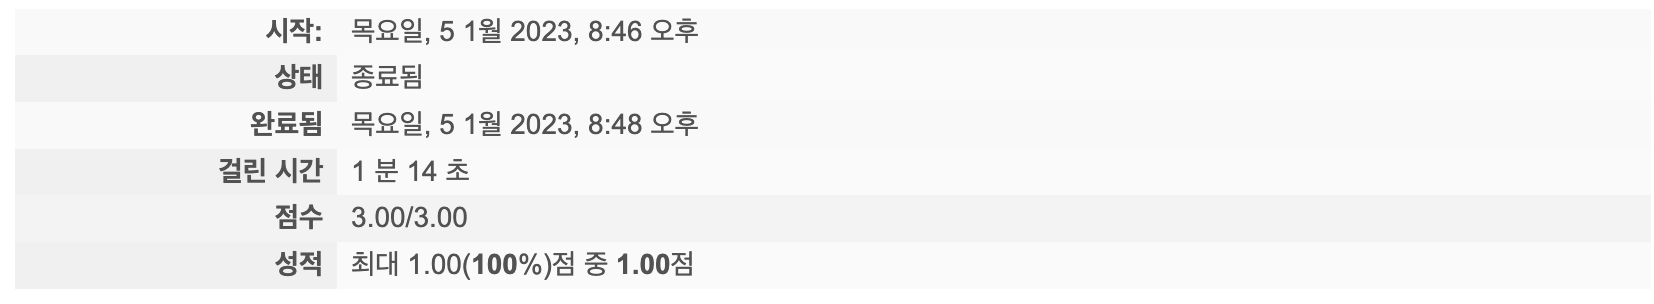 시작: 목요일, 5 1월 2023, 8:46 오후
상태 종료됨
완료됨 목요일, 5 1월 2023, 8:48 오후
걸린 시간 1 분 14 초
점수 3.00/3.00
성적 최대 1.00(100%)점 중 1.00점